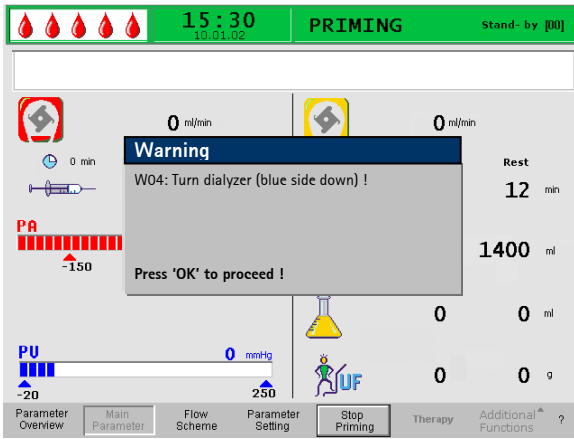 15:30
10.01.02
PRIMING
Stand- by [00]
0 ml/min
0 ml/min
0 min
Rest
12 min
Warning
W04: Turn dialyzer (blue side down) !
Press 'OK' to proceed !
PA
-150
1400 ml
0
0 ml
PV
0 mmHg
-20
250
UF
0
0 g
Parameter Overview
Main Parameter
Flow Scheme
Parameter Setting
Stop Priming
Therapy
Additional Functions
?